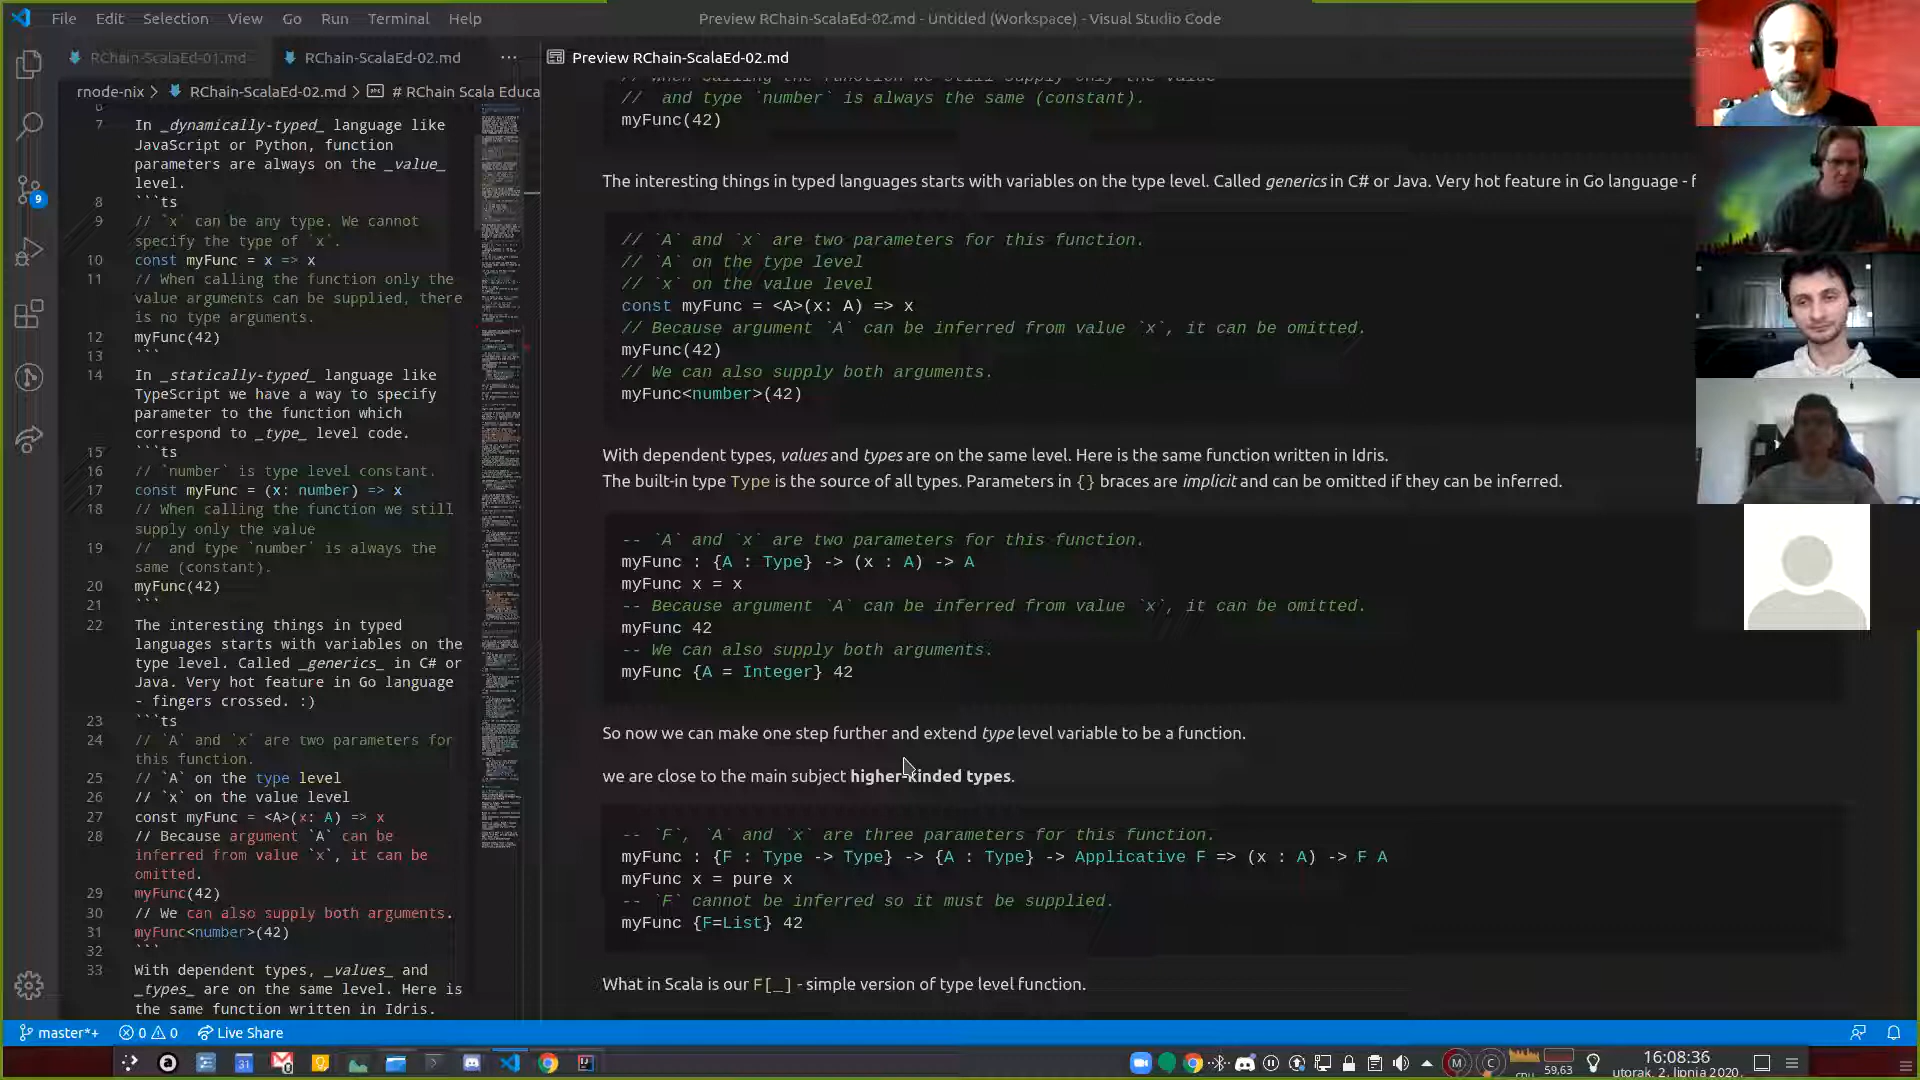 File Edit Selection View Go Run Terminal Help
Preview RChain-ScalaEd-02.md - Untitled (Workspace) - Visual Studio Code
RChain-ScalaEd-01.md
RChain-ScalaEd-02.md ···
Preview RChain-ScalaEd-02.md
rnode-nix > RChain-ScalaEd-02.md > # RChain Scala Educa
6
7 In _dynamically-typed_ language like
JavaScript or Python, function
parameters are always on the _value_
level.
8 ```ts
9 // `x` can be any type. We cannot
specify the type of `x`.
10 const myFunc = x => x
11 // When calling the function only the
value arguments can be supplied, there
is no type arguments.
12 myFunc(42)
13 ```
14 In _statically-typed_ language like
TypeScript we have a way to specify
parameter to the function which
correspond to _type_ level code.
15 ```ts
16 // `number` is type level constant.
17 const myFunc = (x: number) => x
18 // When calling the function we still
supply only the value
19 //  and type `number` is always the
same (constant).
20 myFunc(42)
21 ```
22 The interesting things in typed
languages starts with variables on the
type level. Called _generics_ in C# or
Java. Very hot feature in Go language
- fingers crossed. :)
23 ```ts
24 // `A` and `x` are two parameters for
this function.
25 // `A` on the type level
26 // `x` on the value level
27 const myFunc = <A>(x: A) => x
28 // Because argument `A` can be
inferred from value `x`, it can be
omitted.
29 myFunc(42)
30 // We can also supply both arguments.
31 myFunc<number>(42)
32 ```
33 With dependent types, _values_ and
_types_ are on the same level. Here is
the same function written in Idris.
// When calling the function we still supply only the value
//  and type `number` is always the same (constant).
myFunc(42)
The interesting things in typed languages starts with variables on the type level. Called generics in C# or Java. Very hot feature in Go language - f
// `A` and `x` are two parameters for this function.
// `A` on the type level
// `x` on the value level
const myFunc = <A>(x: A) => x
// Because argument `A` can be inferred from value `x`, it can be omitted.
myFunc(42)
// We can also supply both arguments.
myFunc<number>(42)
With dependent types, values and types are on the same level. Here is the same function written in Idris.
The built-in type Type is the source of all types. Parameters in {} braces are implicit and can be omitted if they can be inferred.
-- `A` and `x` are two parameters for this function.
myFunc : {A : Type} -> (x : A) -> A
myFunc x = x
-- Because argument `A` can be inferred from value `x`, it can be omitted.
myFunc 42
-- We can also supply both arguments.
myFunc {A = Integer} 42
So now we can make one step further and extend type level variable to be a function.
we are close to the main subject higher-kinded types.
-- `F`, `A` and `x` are three parameters for this function.
myFunc : {F : Type -> Type} -> {A : Type} -> Applicative F => (x : A) -> F A
myFunc x = pure x
-- `F` cannot be inferred so it must be supplied.
myFunc {F=List} 42
What in Scala is our F[_] - simple version of type level function.
9
master*+ 0 0 Live Share
31
0
M C
CPU
59,63
16:08:36
utorak, 2. lipnja 2020.